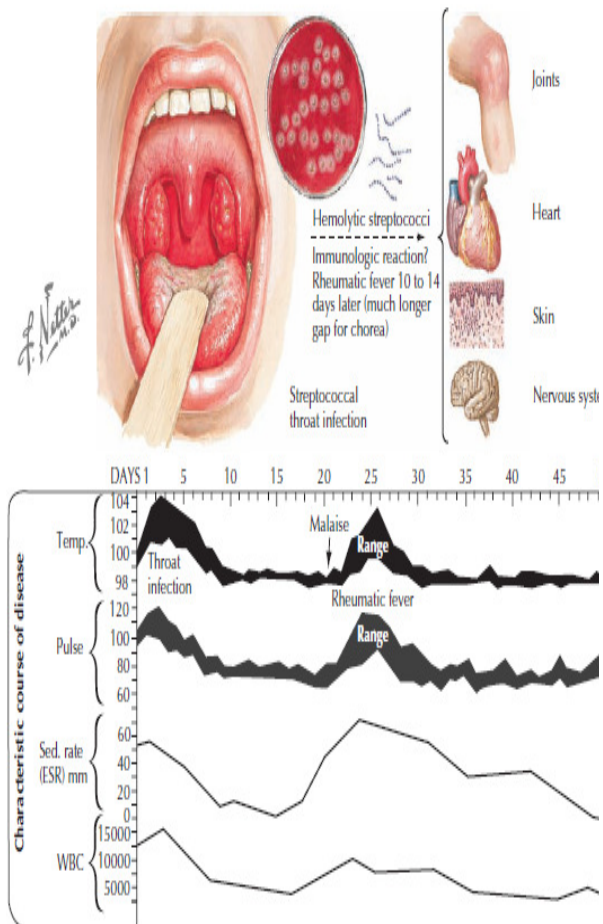 Joints
Hemolytic streptococci
Heart
Immunologic reaction?
Rheumatic fever 10 to 14
days later (much longer
gap for chorea)
F. Netter
M.D.
Skin
Streptococcal
throat infection
Nervous syste
DAYS 1 5 10 15 20 25 30 35 40 45
Characteristic course of disease
Temp.
104
102
100
98
Throat
infection
Malaise
Range
Rheumatic fever
Pulse
120
100
80
60
Range
Sed. rate
(ESR) mm
60
40
20
0
WBC
15000
10000
5000